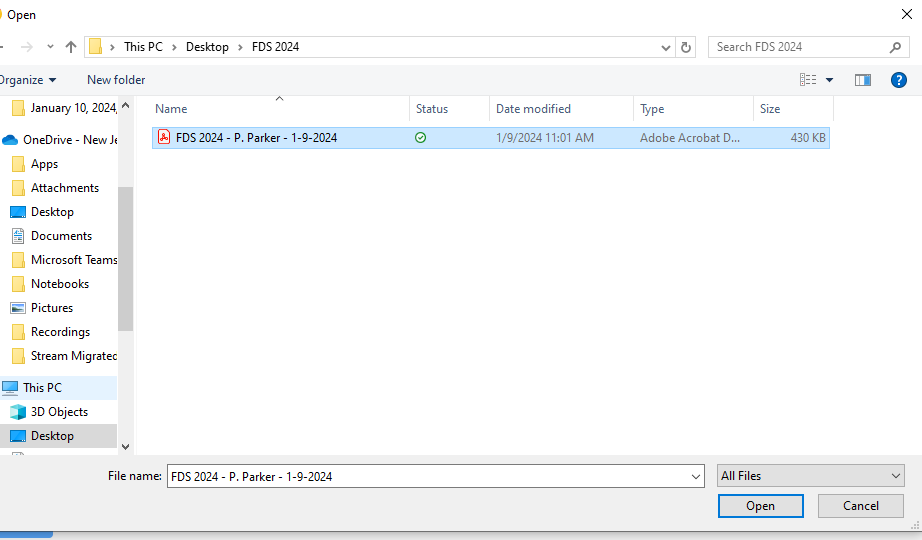 Open
This PC > Desktop > FDS 2024
Search FDS 2024
Organize
New folder
Name Status Date modified Type Size
FDS 2024 - P. Parker - 1-9-2024 1/9/2024 11:01 AM Adobe Acrobat D... 430 KB
January 10, 2024,
OneDrive - New Je
Apps
Attachments
Desktop
Documents
Microsoft Teams
Notebooks
Pictures
Recordings
Stream Migrated
This PC
3D Objects
Desktop
File name: FDS 2024 - P. Parker - 1-9-2024 All Files
Open Cancel